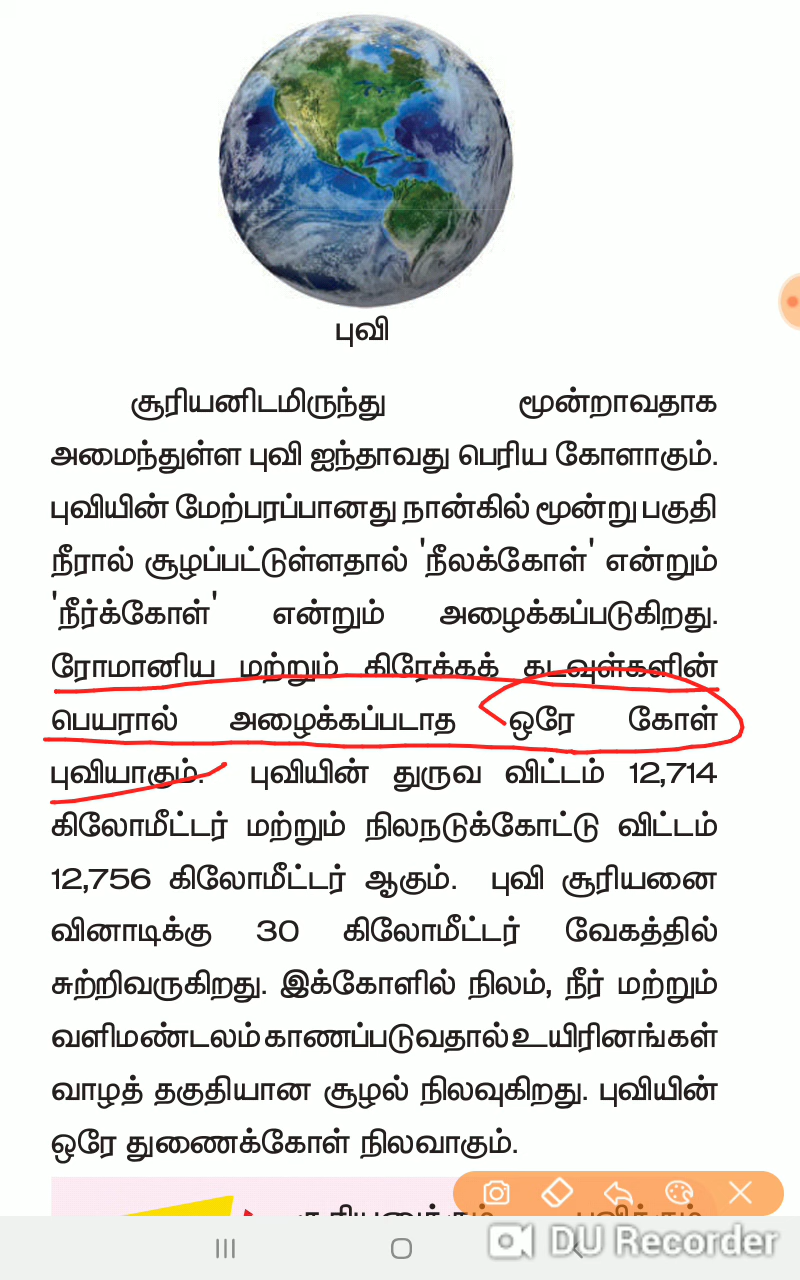 புவி
சூரியனிடமிருந்து மூன்றாவதாக
அமைந்துள்ள புவி ஐந்தாவது பெரிய கோளாகும்.
புவியின் மேற்பரப்பானது நான்கில் மூன்று பகுதி
நீரால் சூழப்பட்டுள்ளதால் 'நீலக்கோள்' என்றும்
'நீர்க்கோள்' என்றும் அழைக்கப்படுகிறது.
ரோமானிய மற்றும் கிரேக்கக் கடவுள்களின்
பெயரால் அழைக்கப்படாத ஒரே கோள்
புவியாகும். புவியின் துருவ விட்டம் 12,714
கிலோமீட்டர் மற்றும் நிலநடுக்கோட்டு விட்டம்
12,756 கிலோமீட்டர் ஆகும். புவி சூரியனை
வினாடிக்கு 30 கிலோமீட்டர் வேகத்தில்
சுற்றிவருகிறது. இக்கோளில் நிலம், நீர் மற்றும்
வளிமண்டலம் காணப்படுவதால் உயிரினங்கள்
வாழத் தகுதியான சூழல் நிலவுகிறது. புவியின்
ஒரே துணைக்கோள் நிலவாகும்.
DU Recorder